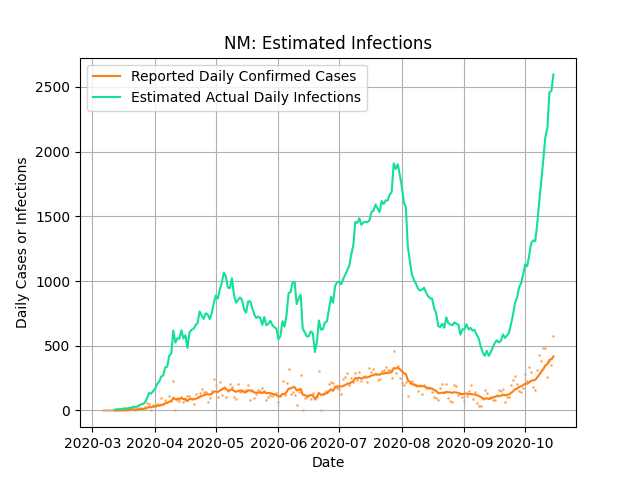 NM: Estimated Infections
Reported Daily Confirmed Cases
Estimated Actual Daily Infections
Daily Cases or Infections
2500
2000
1500
1000
500
0
2020-03 2020-04 2020-05 2020-06 2020-07 2020-08 2020-09 2020-10
Date